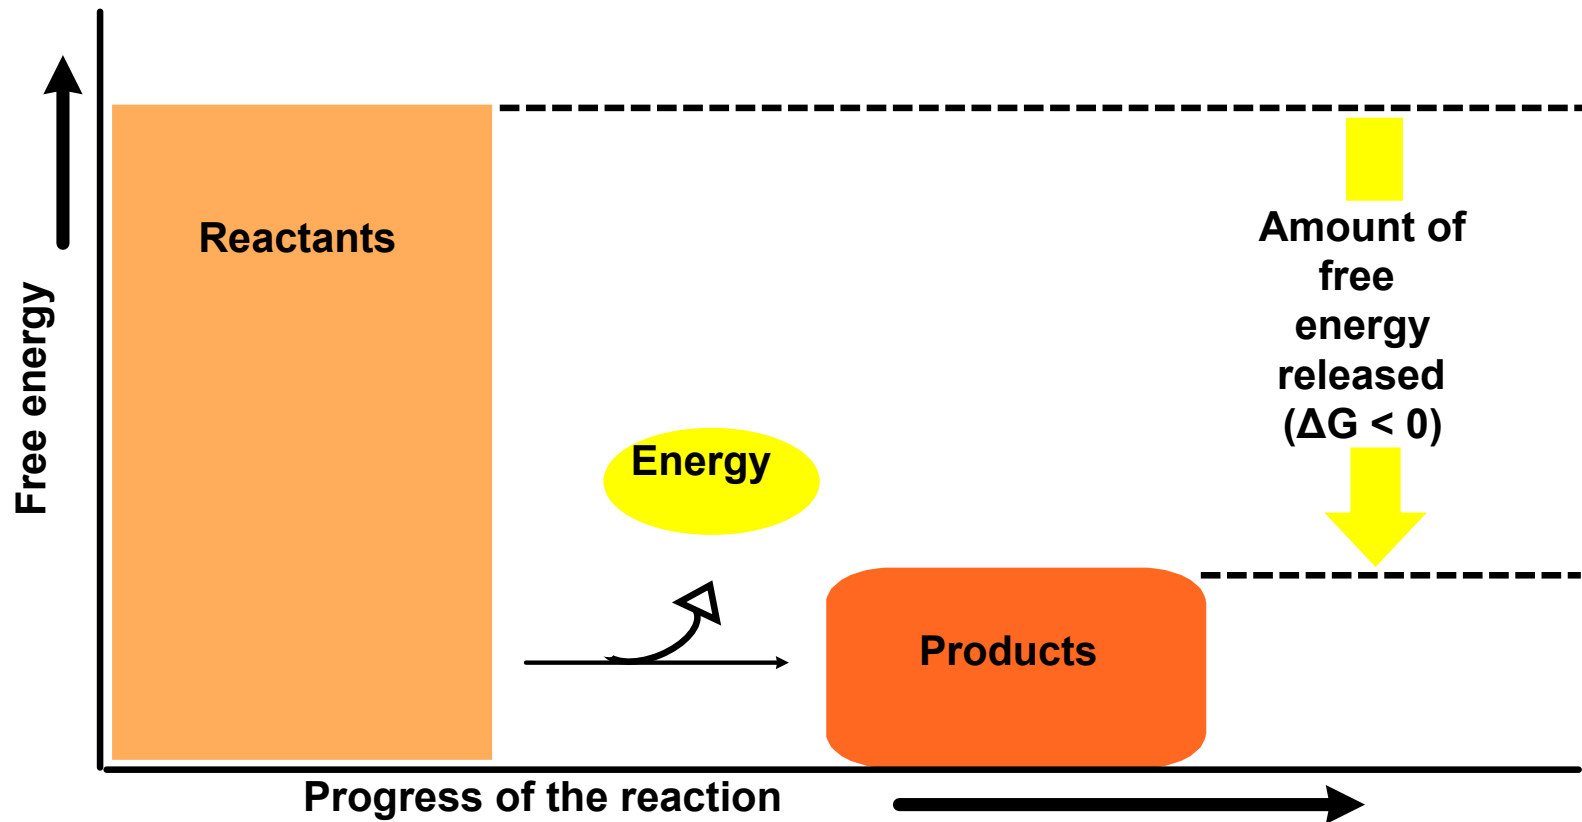 Reactants
Amount of
free
energy
released
(ΔG < 0)
Free energy
Energy
Products
Progress of the reaction